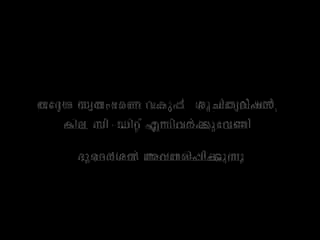 തദ്ദേശ സ്വയംഭരണ വകുപ്പ് ശുചിത്വമിഷൻ,
കില, സി-ഡിറ്റ് എന്നിവർക്കുവേണ്ടി
ദൂരദർശൻ അവതരിപ്പിക്കുന്നു